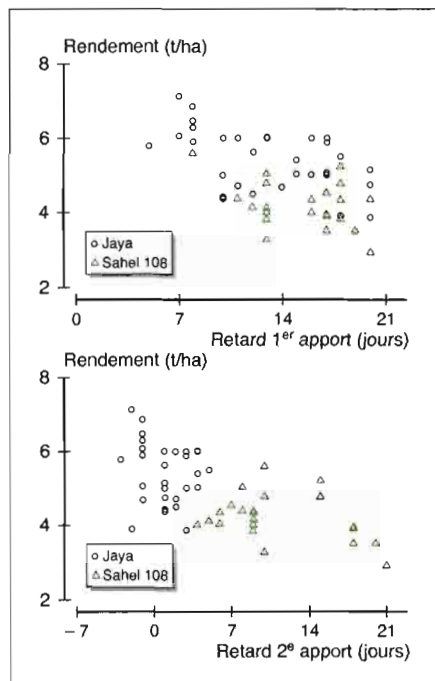 Rendement (t/ha)
8
6
4
2
○ Jaya
△ Sahel 108
0 7 14 21
Retard 1er apport (jours)
Rendement (t/ha)
8
6
4
2
○ Jaya
△ Sahel 108
– 7 0 7 14 21
Retard 2e apport (jours)